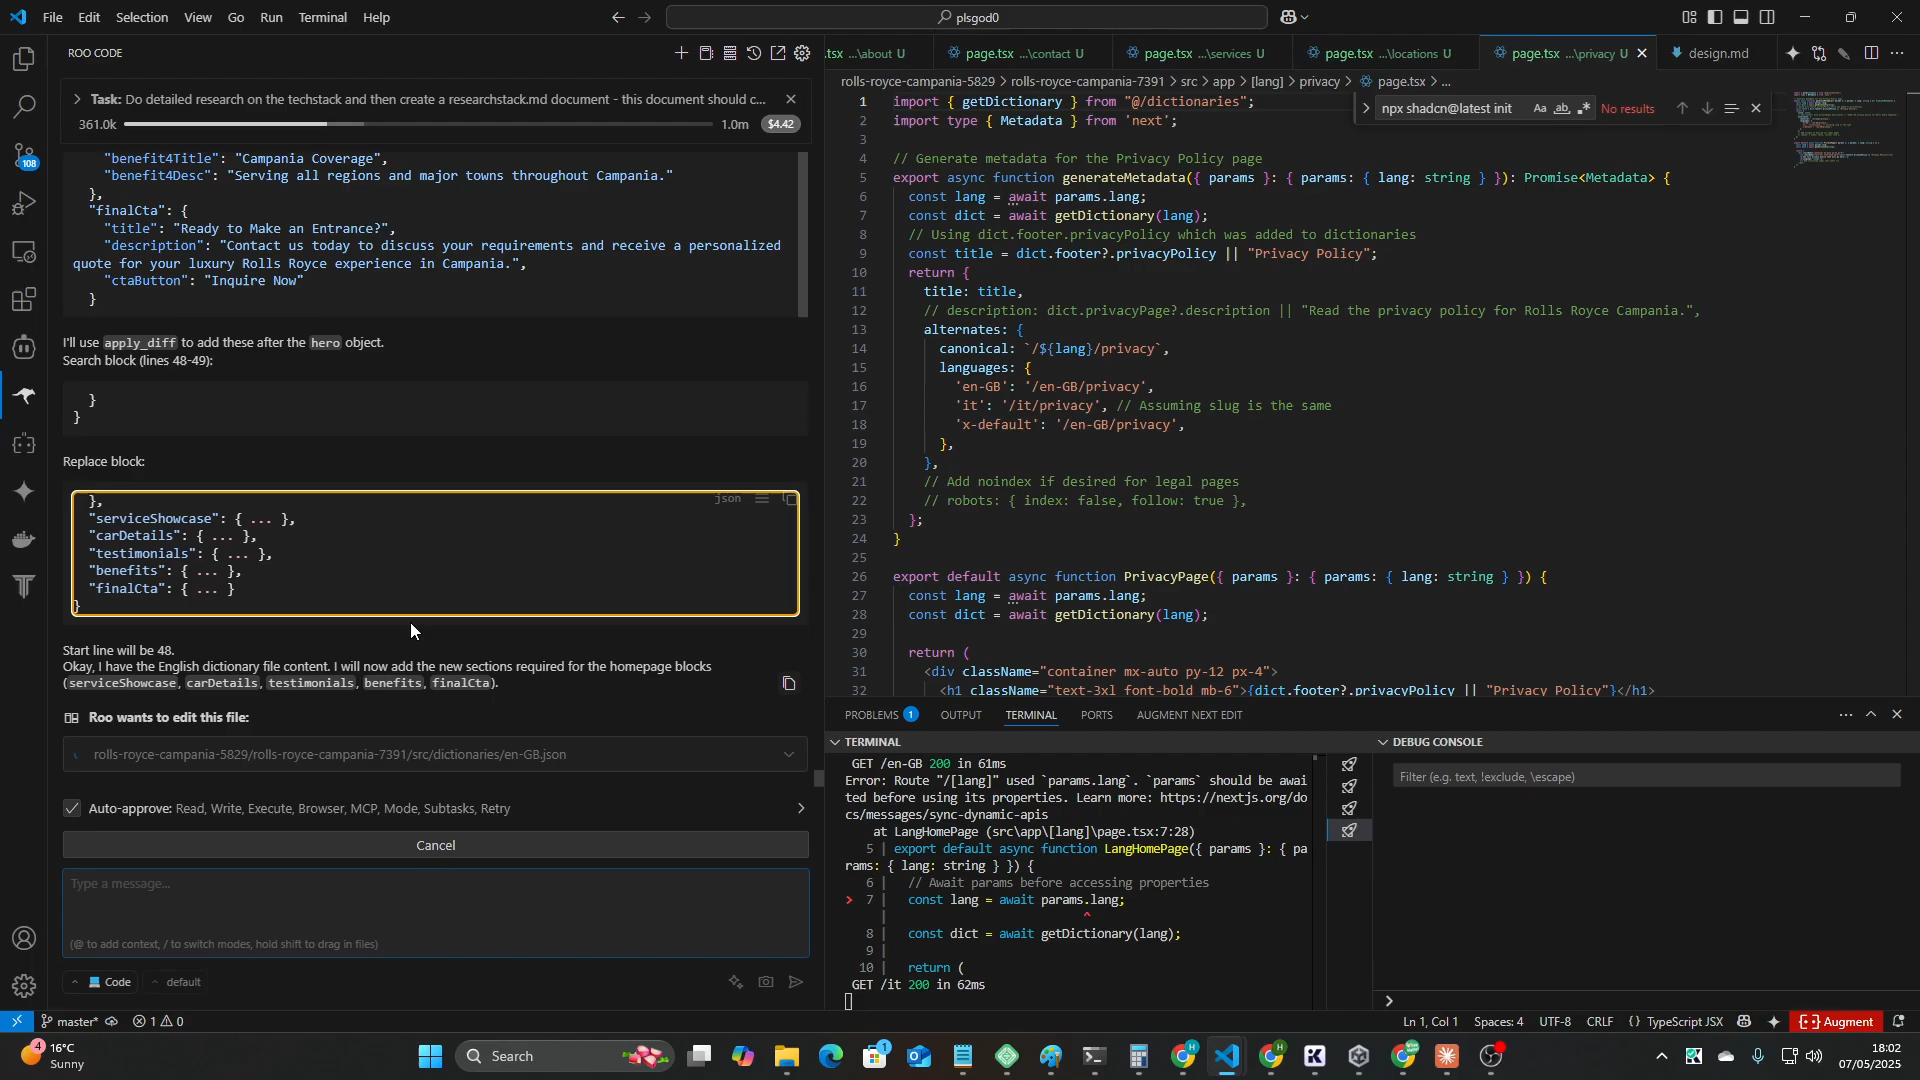 File Edit Selection View Go Run Terminal Help
plsgod0
ROO CODE
Task: Do detailed research on the techstack and then create a researchstack.md document - this document should c...
361.0k 1.0m $4.42
"benefit4Title": "Campania Coverage",
"benefit4Desc": "Serving all regions and major towns throughout Campania."
},
"finalCta": {
"title": "Ready to Make an Entrance?",
"description": "Contact us today to discuss your requirements and receive a personalized
quote for your luxury Rolls Royce experience in Campania.",
"ctaButton": "Inquire Now"
}
I'll use apply_diff to add these after the hero object.
Search block (lines 48-49):
}
}
Replace block:
json
},
"serviceShowcase": { ... },
"carDetails": { ... },
"testimonials": { ... },
"benefits": { ... },
"finalCta": { ... }
}
Start line will be 48.
Okay, I have the English dictionary file content. I will now add the new sections required for the homepage blocks
(serviceShowcase, carDetails, testimonials, benefits, finalCta).
Roo wants to edit this file:
rolls-royce-campania-5829/rolls-royce-campania-7391/src/dictionaries/en-GB.json
Auto-approve: Read, Write, Execute, Browser, MCP, Mode, Subtasks, Retry
Cancel
Type a message...
(@ to add context, / to switch modes, hold shift to drag in files)
Code default
108
.tsx ...\about U page.tsx ...\contact U page.tsx ...\services U page.tsx ...\locations U page.tsx ...\privacy U design.md
rolls-royce-campania-5829 > rolls-royce-campania-7391 > src > app > [lang] > privacy > page.tsx > ...
npx shadcn@latest init Aa ab .* No results
1 import { getDictionary } from "@/dictionaries";
2 import type { Metadata } from 'next';
3
4 // Generate metadata for the Privacy Policy page
5 export async function generateMetadata({ params }: { params: { lang: string } }): Promise<Metadata> {
6 const lang = await params.lang;
7 const dict = await getDictionary(lang);
8 // Using dict.footer.privacyPolicy which was added to dictionaries
9 const title = dict.footer?.privacyPolicy || "Privacy Policy";
10 return {
11 title: title,
12 // description: dict.privacyPage?.description || "Read the privacy policy for Rolls Royce Campania.",
13 alternates: {
14 canonical: `/${lang}/privacy`,
15 languages: {
16 'en-GB': '/en-GB/privacy',
17 'it': '/it/privacy', // Assuming slug is the same
18 'x-default': '/en-GB/privacy',
19 },
20 },
21 // Add noindex if desired for legal pages
22 // robots: { index: false, follow: true },
23 };
24 }
25
26 export default async function PrivacyPage({ params }: { params: { lang: string } }) {
27 const lang = await params.lang;
28 const dict = await getDictionary(lang);
29
30 return (
31 <div className="container mx-auto py-12 px-4">
32 <h1 className="text-3xl font-bold mb-6">{dict.footer?.privacyPolicy || "Privacy Policy"}</h1>
PROBLEMS 1 OUTPUT TERMINAL PORTS AUGMENT NEXT EDIT
TERMINAL
GET /en-GB 200 in 61ms
Error: Route "/[lang]" used `params.lang`. `params` should be awai
ted before using its properties. Learn more: https://nextjs.org/do
cs/messages/sync-dynamic-apis
at LangHomePage (src\app\[lang]\page.tsx:7:28)
5 | export default async function LangHomePage({ params }: { pa
rams: { lang: string } }) {
6 | // Await params before accessing properties
> 7 | const lang = await params.lang;
| ^
8 | const dict = await getDictionary(lang);
9 |
10 | return (
GET /it 200 in 62ms
DEBUG CONSOLE
Filter (e.g. text, !exclude, \escape)
master* 1 0 Ln 1, Col 1 Spaces: 4 UTF-8 CRLF TypeScript JSX Augment
4 16°C
Sunny
Search
1
18:02
07/05/2025